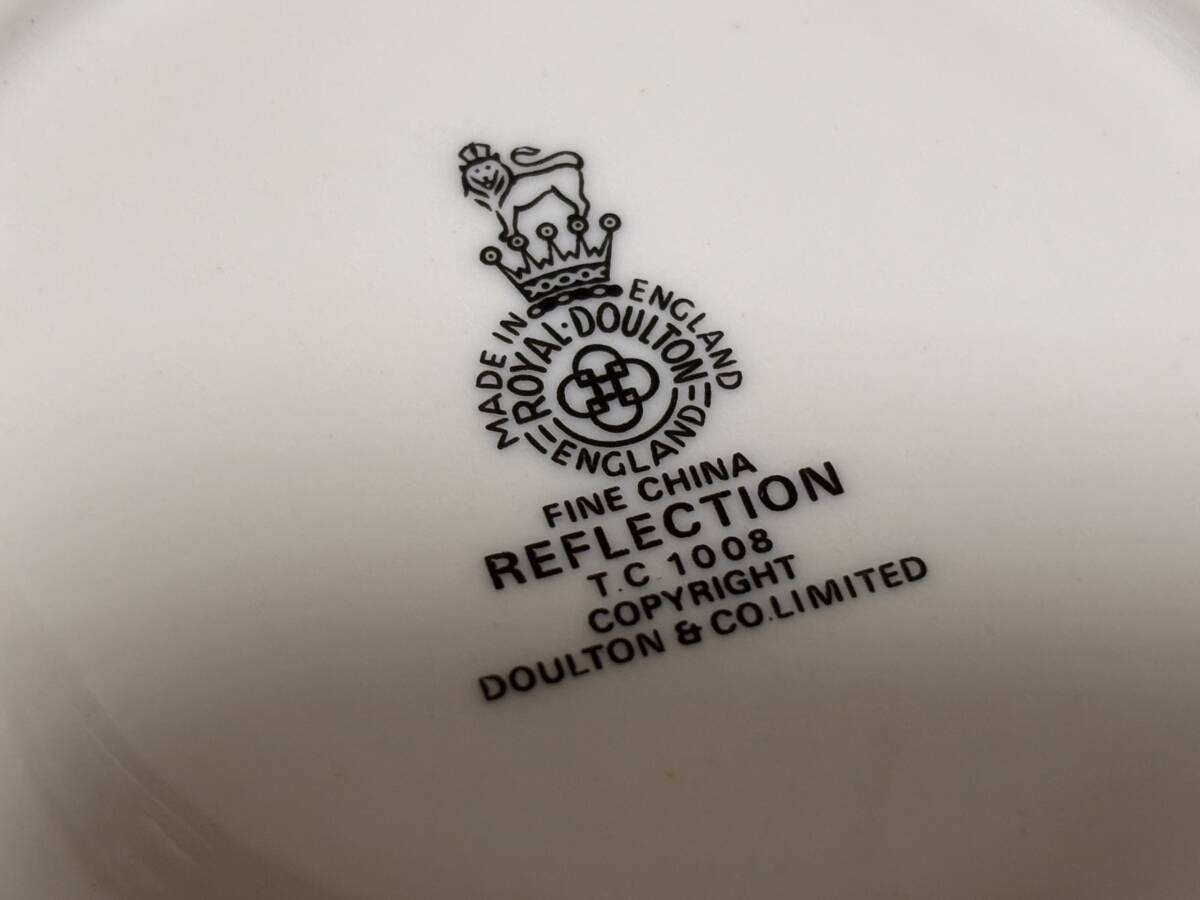 MADE IN ENGLAND
ROYAL·DOULTON
ENGLAND
FINE CHINA
REFLECTION
T.C 1008
COPYRIGHT
DOULTON & CO.LIMITED